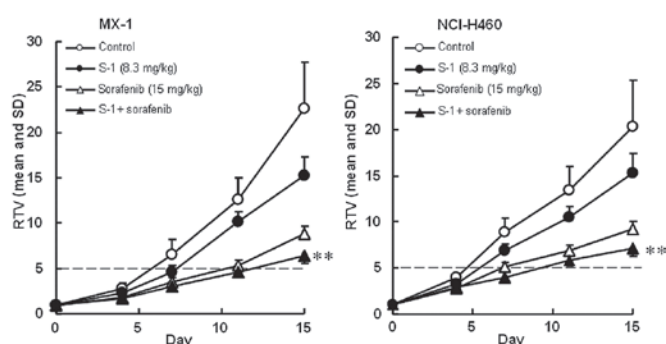 MX-1
30
25
20
15
10
5
0
RTV (mean and SD)
Control
S-1 (8.3 mg/kg)
Sorafenib (15 mg/kg)
S-1+ sorafenib
**
0
5
10
15
Day
NCI-H460
30
25
20
15
10
5
0
RTV (mean and SD)
Control
S-1 (8.3 mg/kg)
Sorafenib (15 mg/kg)
S-1+ sorafenib
**
0
5
10
15
Day